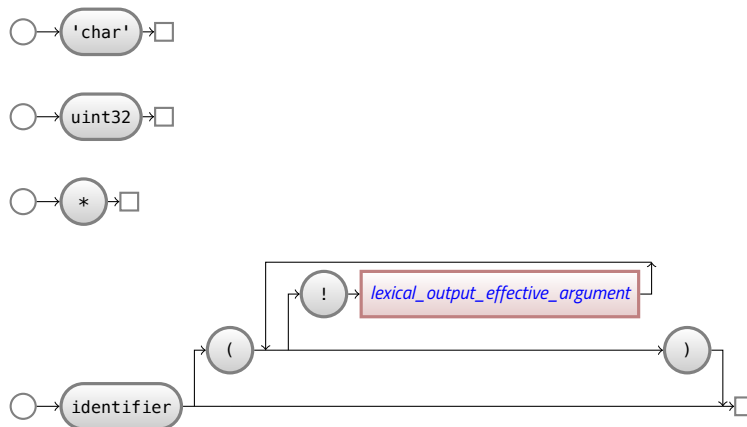 'char'
uint32
*
! lexical_output_effective_argument
( )
identifier